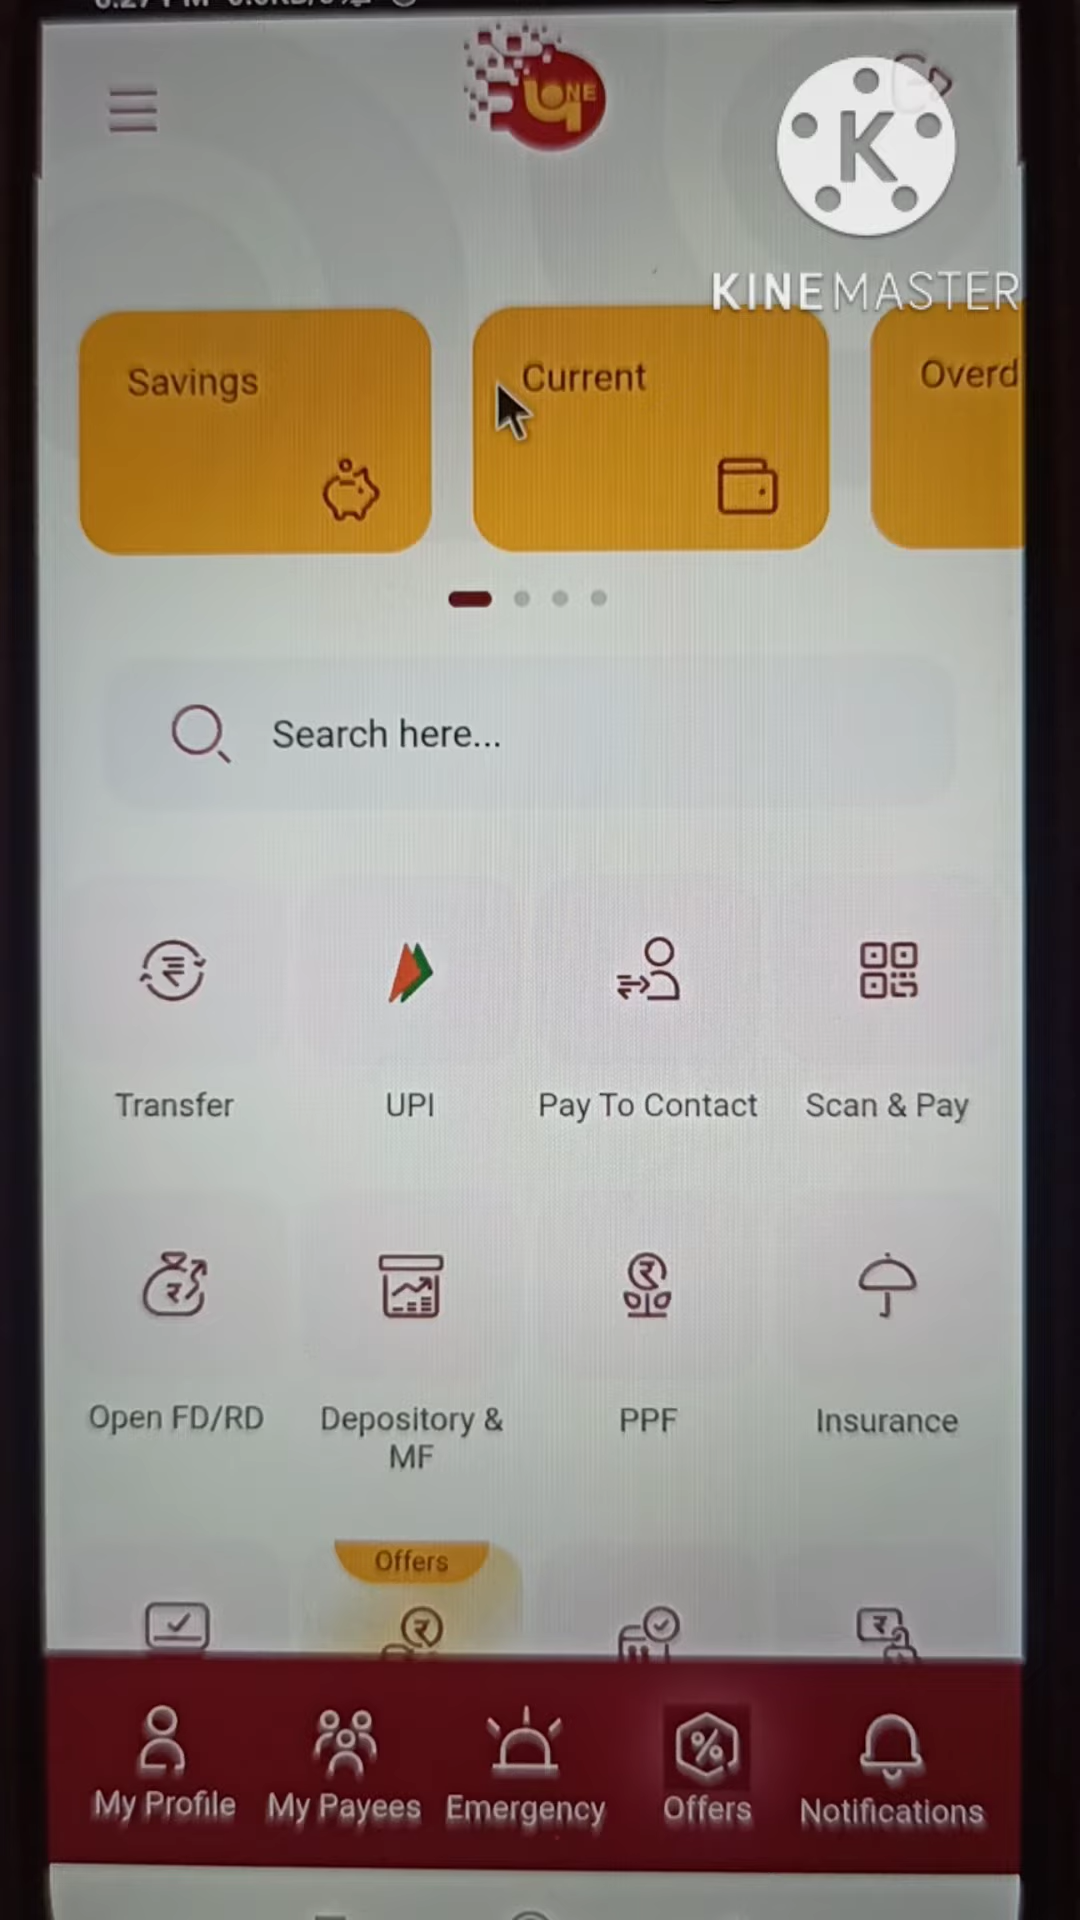 ONE
K
KINEMASTER
Savings
Current
Overd
Search here...
Transfer
UPI
Pay To Contact
Scan & Pay
Open FD/RD
Depository &
MF
PPF
Insurance
Offers
My Profile
My Payees
Emergency
Offers
Notifications